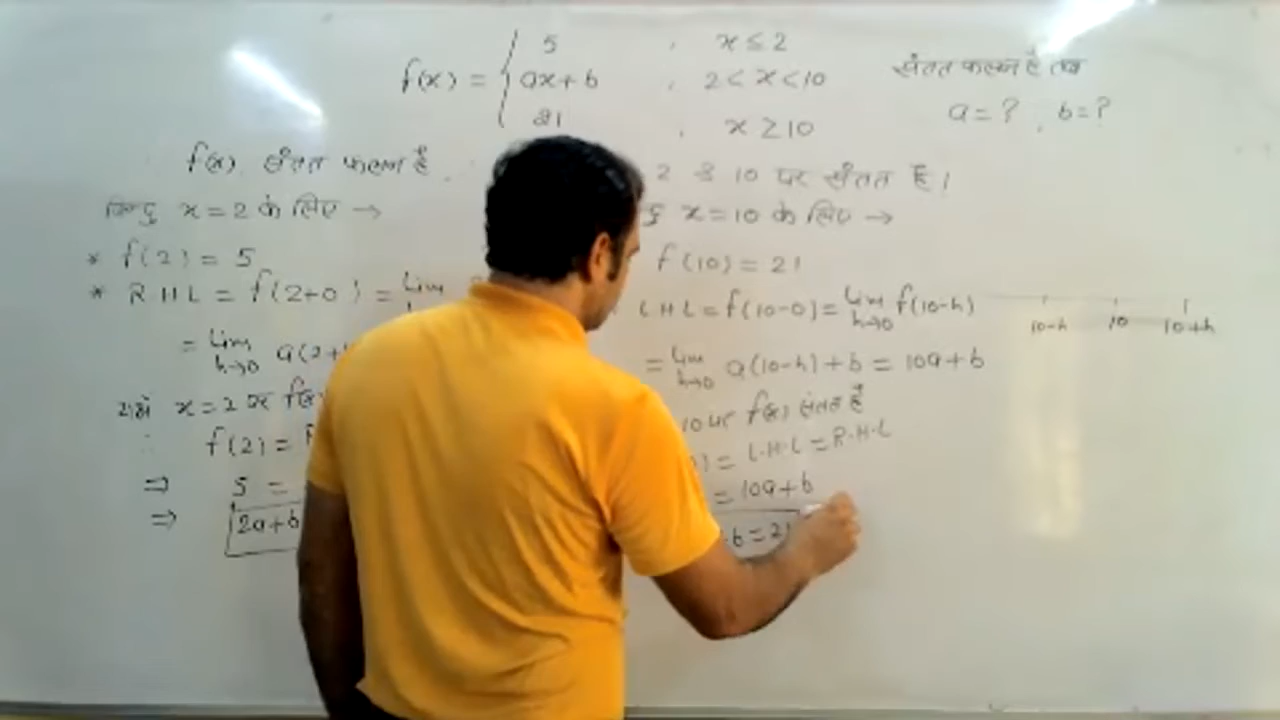 f(x) = { 5 , x ≤ 2
ax+b , 2 < x < 10
21 , x ≥ 10
संतत फलन है तब
a = ? , b = ?
f(x) संतत फलन है
2 व 10 पर संतत है।
बिन्दु x = 2 के लिए →
* f(2) = 5
* R H L = f(2+0) = Lim
= Lim h→0 a(2+
x = 2 पर f(x)
∴ f(2) =
⇒ 5 =
⇒ 2a+b
x = 10 के लिए →
f(10) = 21
L H L = f(10-0) = Lim h→0 f(10-h)
= Lim h→0 a(10-h)+b = 10a+b
10 पर f(x) संतत है
) = L.H.L = R.H.L
= 10a+b
b = 21
10-h 10 10+h